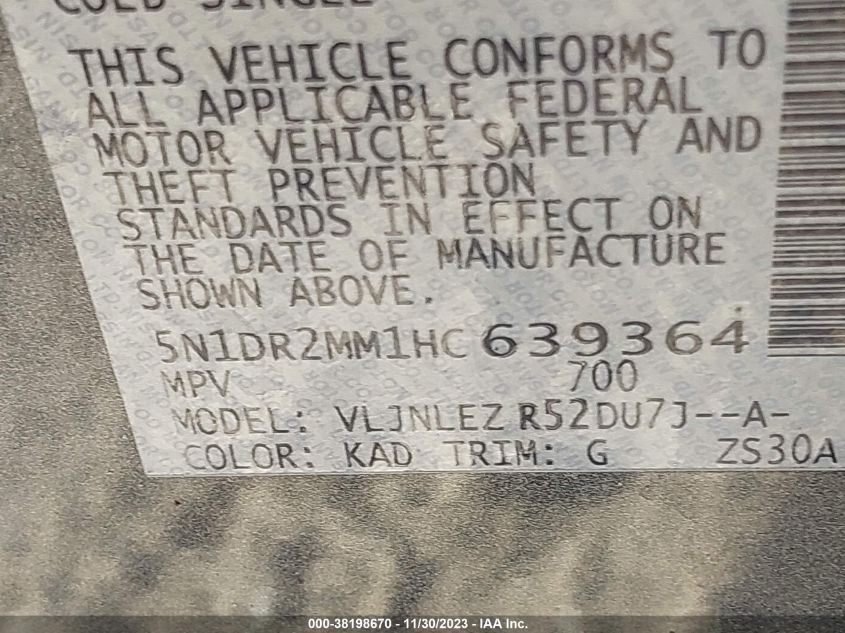 COLD SINGLE
THIS VEHICLE CONFORMS TO
ALL APPLICABLE FEDERAL
MOTOR VEHICLE SAFETY AND
THEFT PREVENTION
STANDARDS IN EFFECT ON
THE DATE OF MANUFACTURE
SHOWN ABOVE.
5N1DR2MM1HC639364
MPV 700
MODEL: VLJNLEZ R52DU7J--A-
COLOR: KAD TRIM: G ZS30A
000-38198670 - 11/30/2023 - IAA Inc.